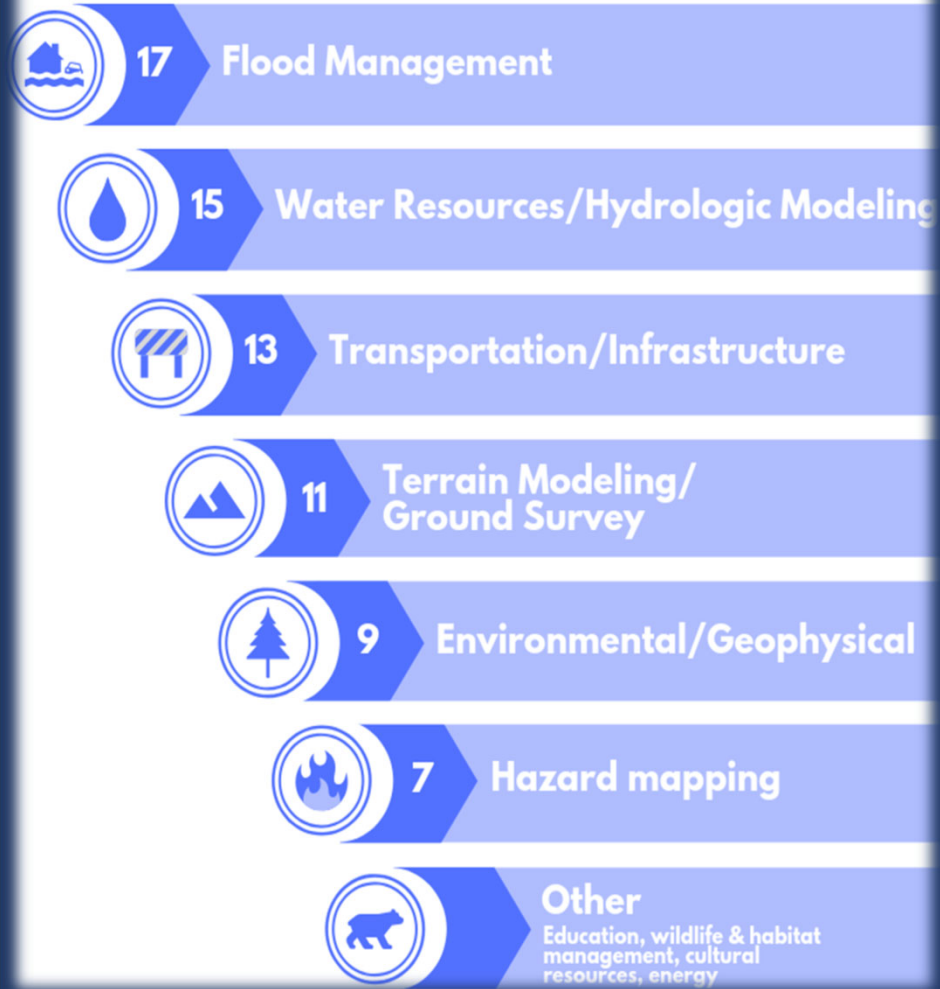 17 Flood Management
15 Water Resources/Hydrologic Modeling
13 Transportation/Infrastructure
11 Terrain Modeling/
Ground Survey
9 Environmental/Geophysical
7 Hazard mapping
Other
Education, wildlife & habitat
management, cultural
resources, energy